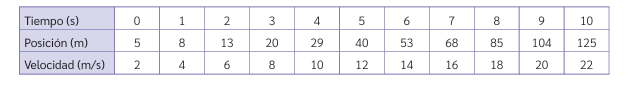 Tiempo (s) 0 1 2 3 4 5 6 7 8 9 10
Posición (m) 5 8 13 20 29 40 53 68 85 104 125
Velocidad (m/s) 2 4 6 8 10 12 14 16 18 20 22